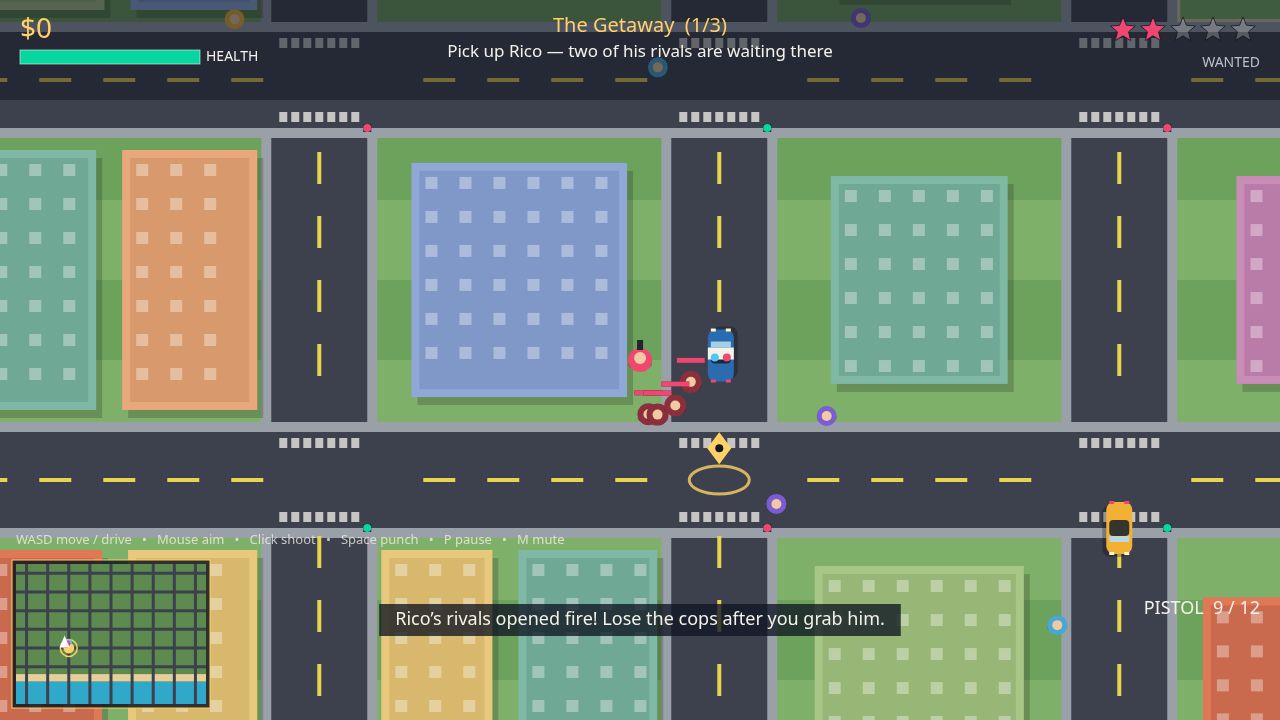 $0
HEALTH
The Getaway (1/3)
Pick up Rico — two of his rivals are waiting there
WANTED
WASD move / drive • Mouse aim • Click shoot • Space punch • P pause • M mute
Rico’s rivals opened fire! Lose the cops after you grab him.
PISTOL 9 / 12